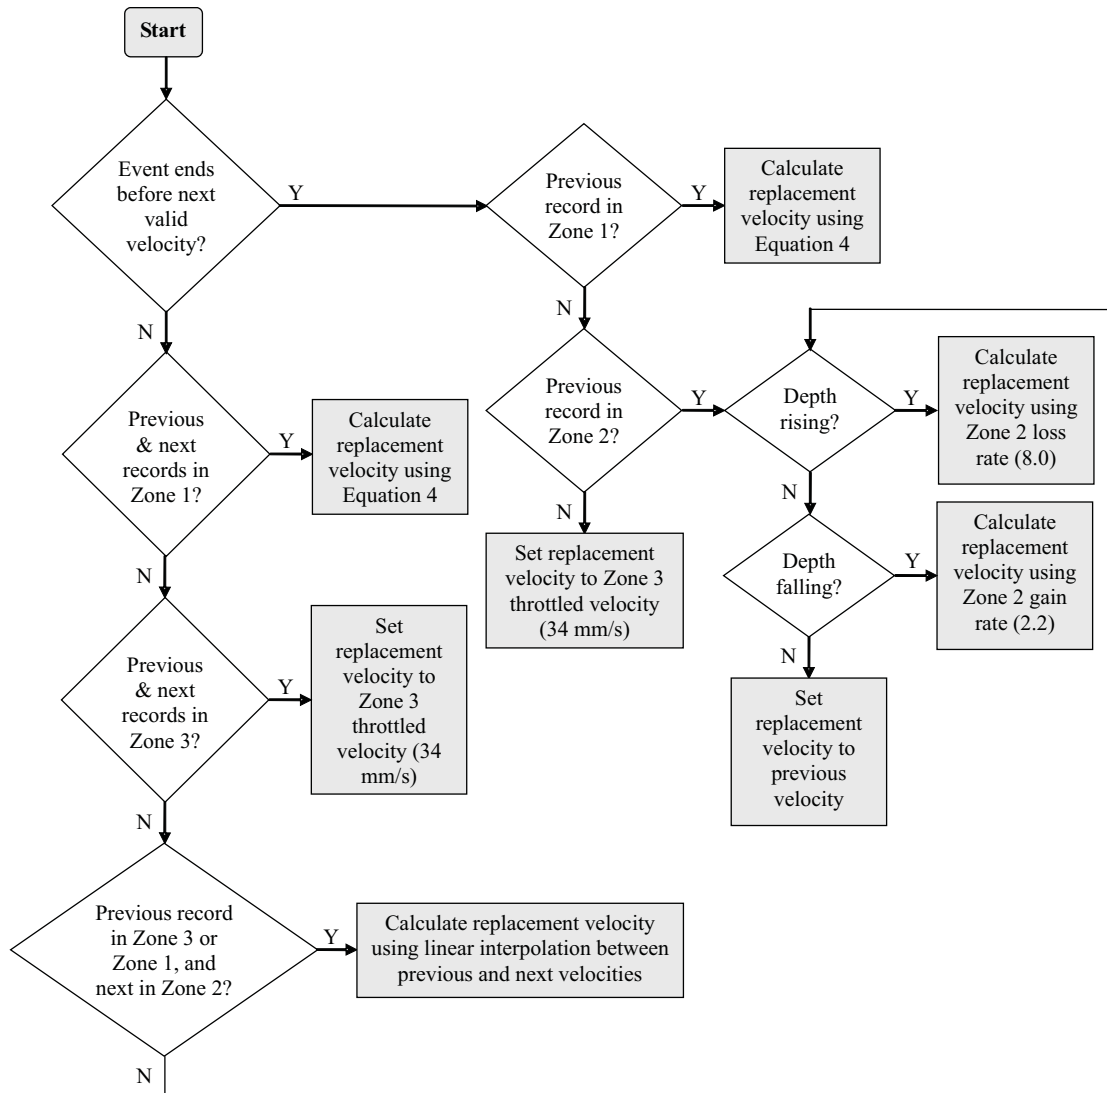 Start
Event ends
before next
valid
velocity?
Y
N
Previous
record in
Zone 1?
Y
N
Calculate
replacement
velocity using
Equation 4
Previous
& next
records in
Zone 1?
Y
N
Calculate
replacement
velocity using
Equation 4
Previous
record in
Zone 2?
Y
N
Depth
rising?
Y
N
Calculate
replacement
velocity using
Zone 2 loss
rate (8.0)
Set replacement
velocity to Zone 3
throttled velocity
(34 mm/s)
Depth
falling?
Y
N
Calculate
replacement
velocity using
Zone 2 gain
rate (2.2)
Set
replacement
velocity to
previous
velocity
Previous
& next
records in
Zone 3?
Y
N
Set
replacement
velocity to
Zone 3
throttled
velocity (34
mm/s)
Previous record
in Zone 3 or
Zone 1, and
next in Zone 2?
Y
N
Calculate replacement velocity
using linear interpolation between
previous and next velocities